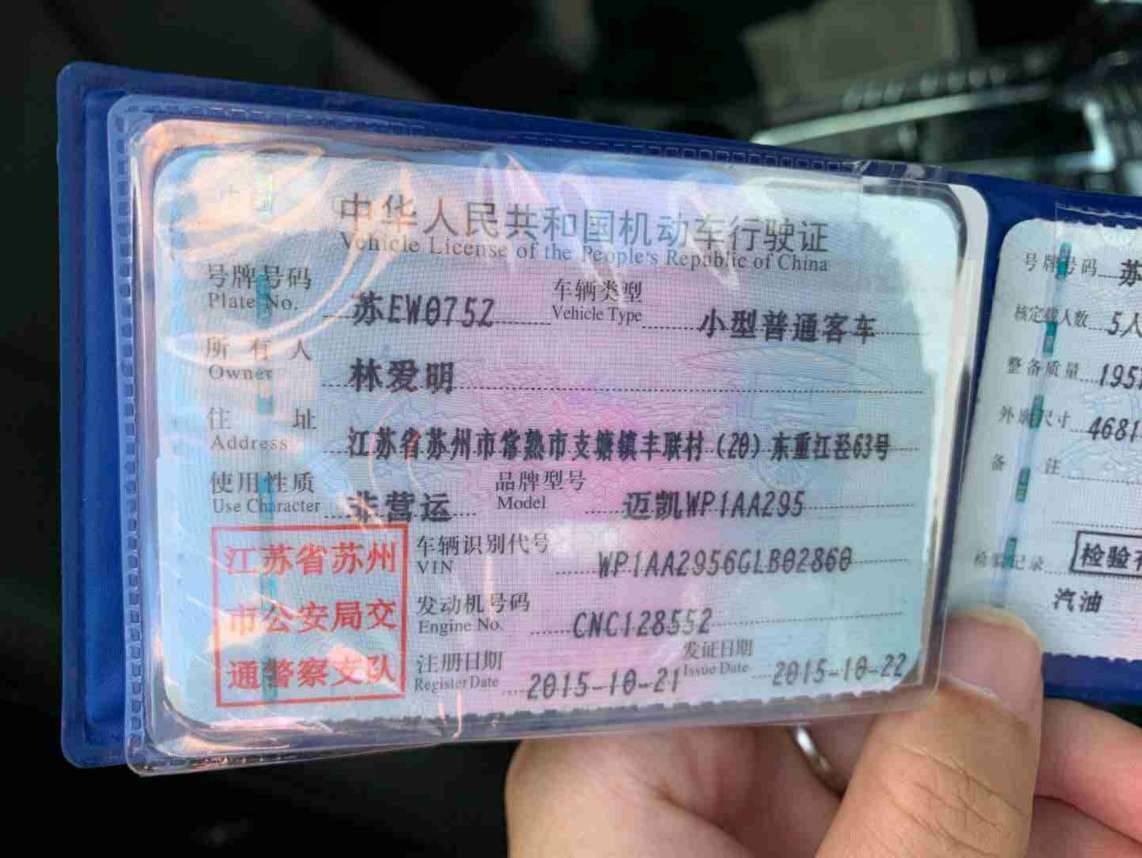 中华人民共和国机动车行驶证
Vehicle License of the People's Republic of China
号牌号码 苏EW0752 车辆类型 小型普通客车
Plate No. Vehicle Type
所有人 林爱明
Owner
住址 江苏省苏州市常熟市支塘镇丰联村(20)东重江泾63号
Address
使用性质 非营运 品牌型号 迈凯WP1AA295
Use Character Model
江苏省苏州
市公安局交
通警察支队
车辆识别代号 WP1AA2956GLB02860
VIN
发动机号码 CNC128552
Engine No.
注册日期 2015-10-21 发证日期 2015-10-22
Register Date Issue Date
号牌号码 苏
核定载人数 5人
整备质量 195
外廓尺寸 4681
备注
检验记录 检验有
汽油